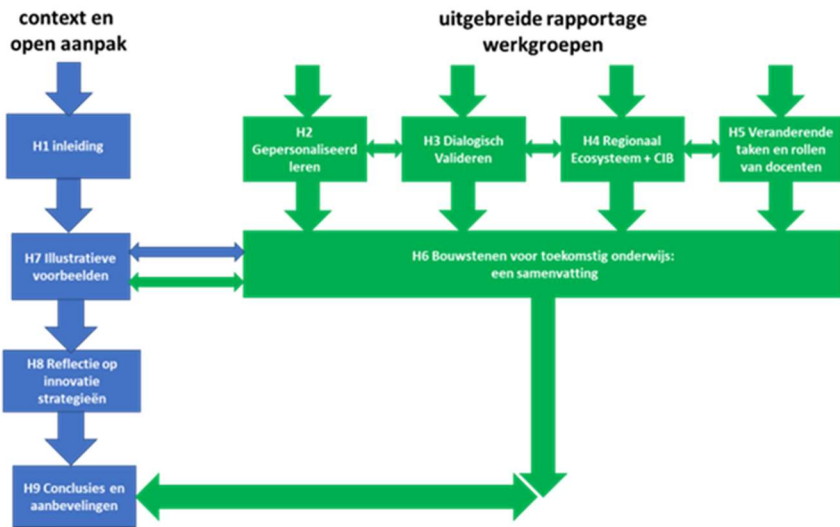 context en
open aanpak
uitgebreide rapportage
werkgroepen
H1 inleiding
H2
Gepersonaliseerd
leren
H3 Dialogisch
Valideren
H4 Regionaal
Ecosysteem + CIB
H5 Veranderende
taken en rollen
van docenten
H7 Illustratieve
voorbeelden
H6 Bouwstenen voor toekomstig onderwijs:
een samenvatting
H8 Reflectie op
innovatie
strategieën
H9 Conclusies en
aanbevelingen